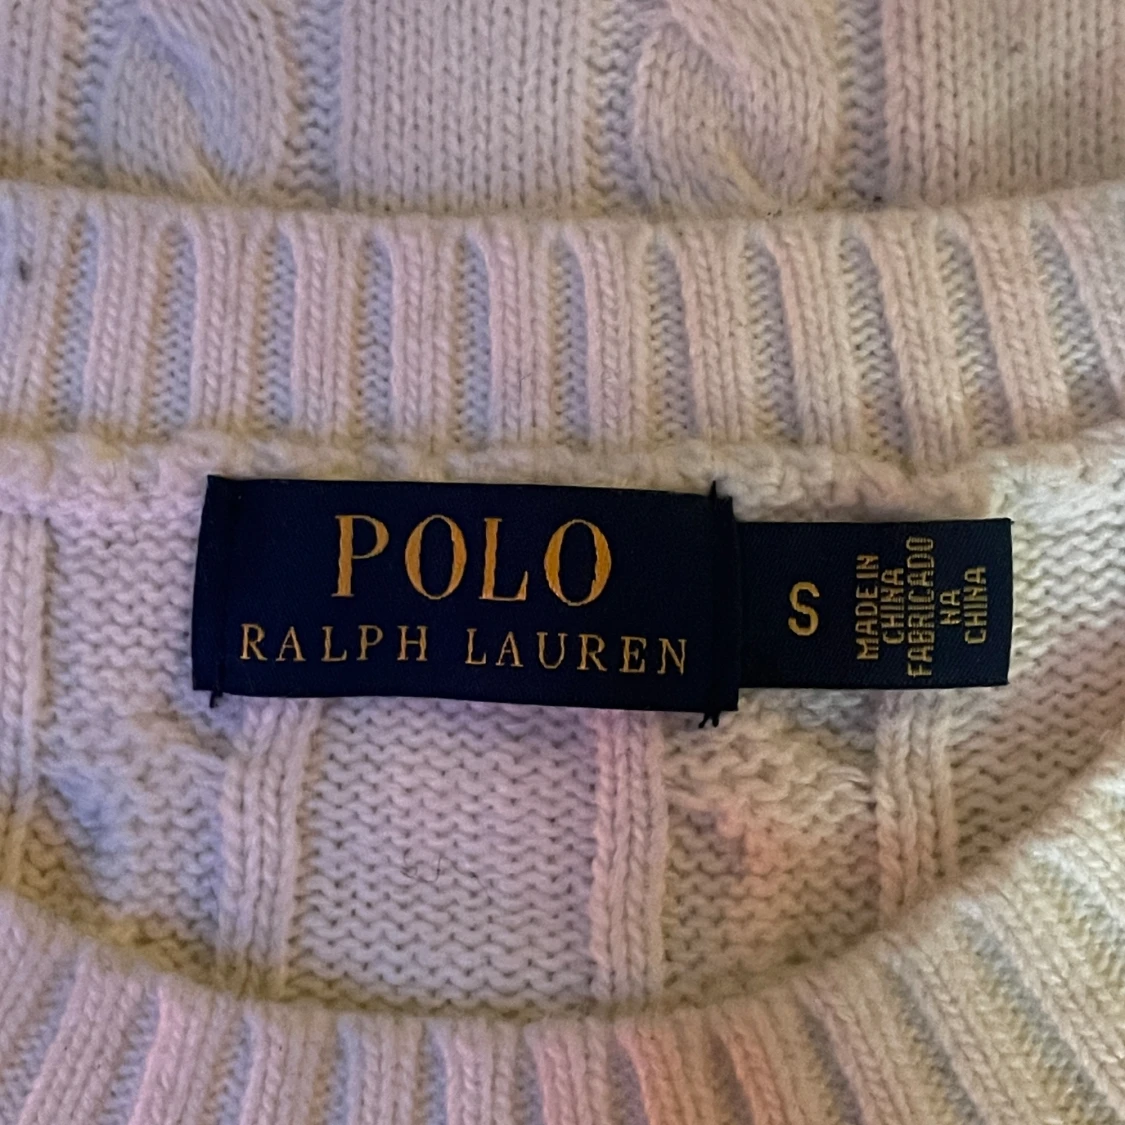 POLO
RALPH LAUREN
S
MADE IN
CHINA
FABRICADO
NA
CHINA